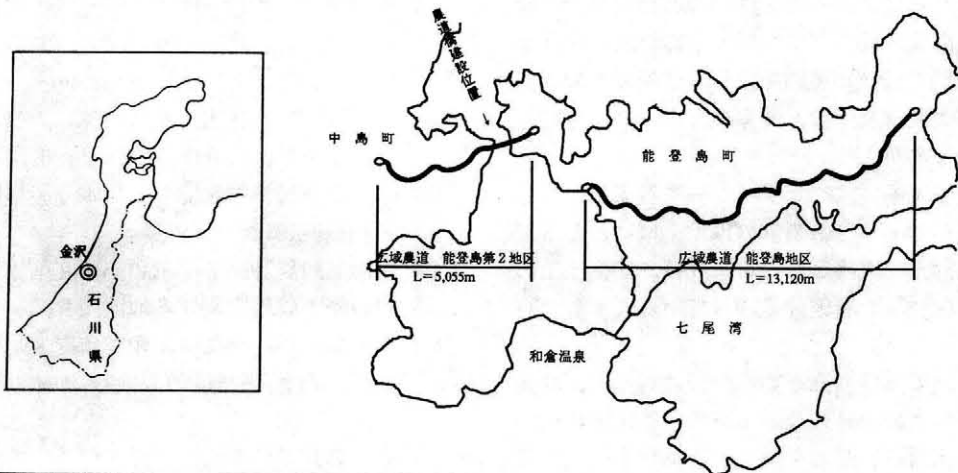 農道橋建設位置
中島町
能登島町
金沢
石川県
広域農道 能登島第2地区
L=5,055m
広域農道 能登島地区
L=13,120m
七尾湾
和倉温泉